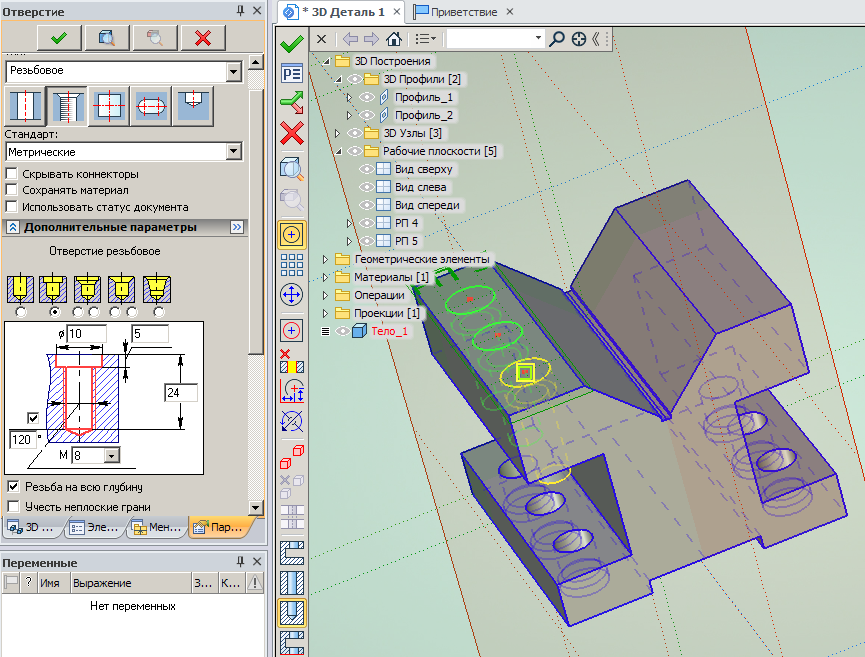 Отверстие
Резьбовое
Стандарт:
Метрические
Скрывать коннекторы
Сохранять материал
Использовать статус документа
Дополнительные параметры
Отверстие резьбовое
ø 10
5
24
120 °
M 8
Резьба на всю глубину
Учесть неплоские грани
3D ...
Эле...
Мен...
Пар...
Переменные
? Имя Выражение З... К... !
Нет переменных
* 3D Деталь 1
Приветствие
3D Построения
3D Профили [2]
Профиль_1
Профиль_2
3D Узлы [3]
Рабочие плоскости [5]
Вид сверху
Вид слева
Вид спереди
РП 4
РП 5
Геометрические элементы
Материалы [1]
Операции
Проекции [1]
Тело_1